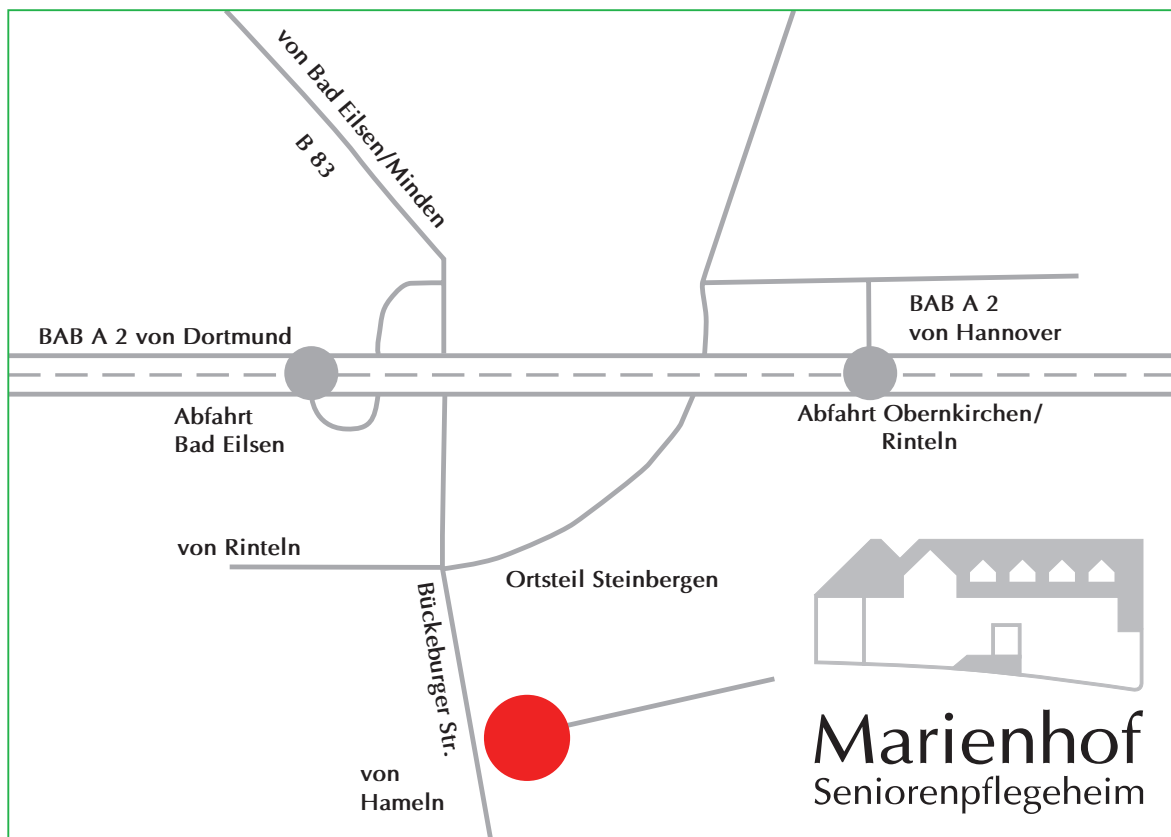 von Bad Eilsen/Minden
B 83
BAB A 2 von Dortmund
BAB A 2
von Hannover
Abfahrt
Bad Eilsen
Abfahrt Obernkirchen/
Rinteln
von Rinteln
Ortsteil Steinbergen
Bückeburger Str.
von
Hameln
Marienhof
Seniorenpflegeheim